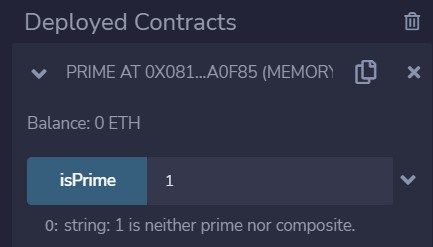 Deployed Contracts
PRIME AT 0X081...A0F85 (MEMORY
Balance: 0 ETH
isPrime 1
0: string: 1 is neither prime nor composite.